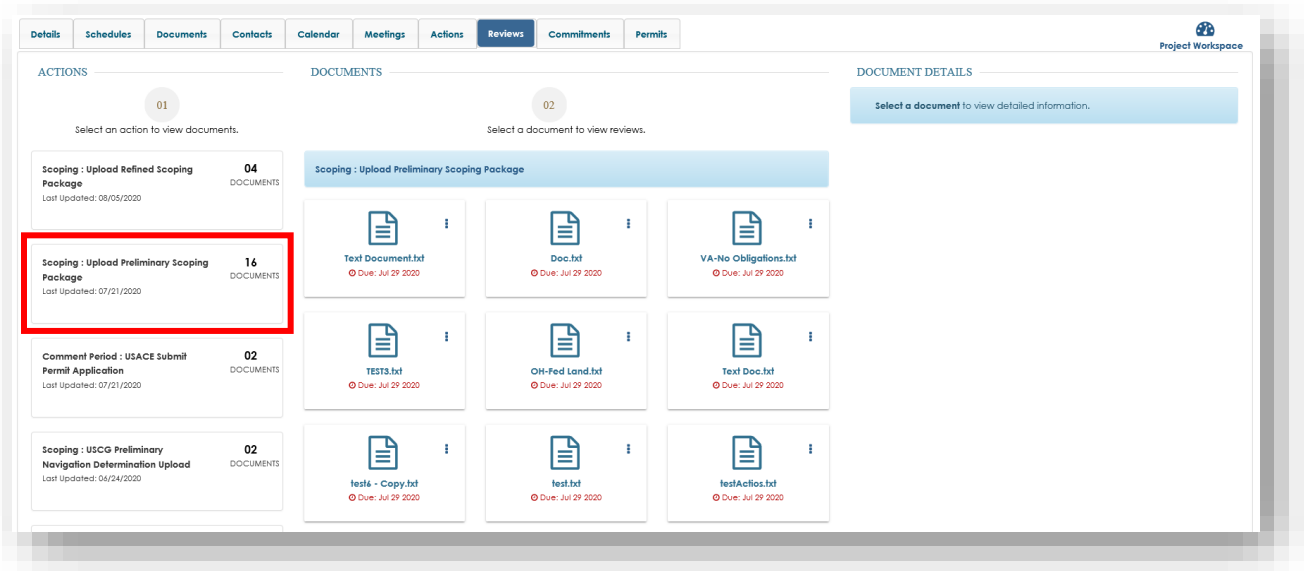 Details Schedules Documents Contacts Calendar Meetings Actions Reviews Commitments Permits
Project Workspace
ACTIONS
01
Select an action to view documents.
Scoping : Upload Refined Scoping
Package
Last Updated: 08/05/2020
04
DOCUMENTS
Scoping : Upload Preliminary Scoping
Package
Last Updated: 07/21/2020
16
DOCUMENTS
Comment Period : USACE Submit
Permit Application
Last Updated: 07/21/2020
02
DOCUMENTS
Scoping : USCG Preliminary
Navigation Determination Upload
Last Updated: 06/24/2020
02
DOCUMENTS
DOCUMENTS
02
Select a document to view reviews.
Scoping : Upload Preliminary Scoping Package
Text Document.txt
Due: Jul 29 2020
Doc.txt
Due: Jul 29 2020
VA-No Obligations.txt
Due: Jul 29 2020
TEST3.txt
Due: Jul 29 2020
OH-Fed Land.txt
Due: Jul 29 2020
Text Doc.txt
Due: Jul 29 2020
test6 - Copy.txt
Due: Jul 29 2020
test.txt
Due: Jul 29 2020
testActios.txt
Due: Jul 29 2020
DOCUMENT DETAILS
Select a document to view detailed information.